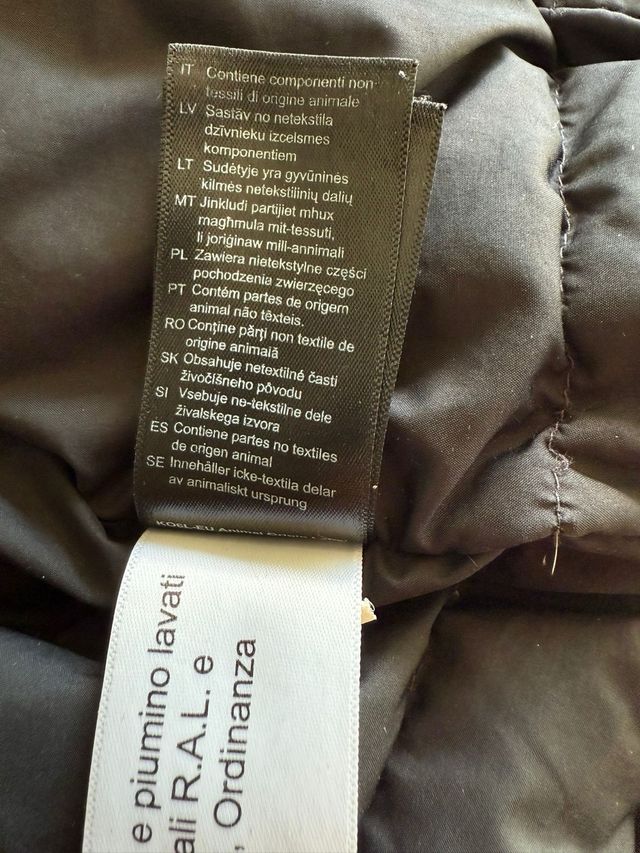 IT Contiene componenti non
tessili di origine animale
LV Sastāv no netekstila
dzīvnieku izcelsmes
komponentiem
LT Sudėtyje yra gyvūninės
kilmės netekstilinių dalių
MT Jinkludi partijiet mhux
magħmula mit-tessuti,
li joriġinaw mill-annimali
PL Zawiera nietekstylne części
pochodzenia zwierzęcego
PT Contém partes de origem
animal não têxteis.
RO Conţine părţi non textile de
origine animală
SK Obsahuje netextilné časti
živočíšneho pôvodu
SI Vsebuje ne-tekstilne dele
živalskega izvora
ES Contiene partes no textiles
de origen animal
SE Innehåller icke-textila delar
av animaliskt ursprung
e piumino lavati
ali R.A.L. e
, Ordinanza